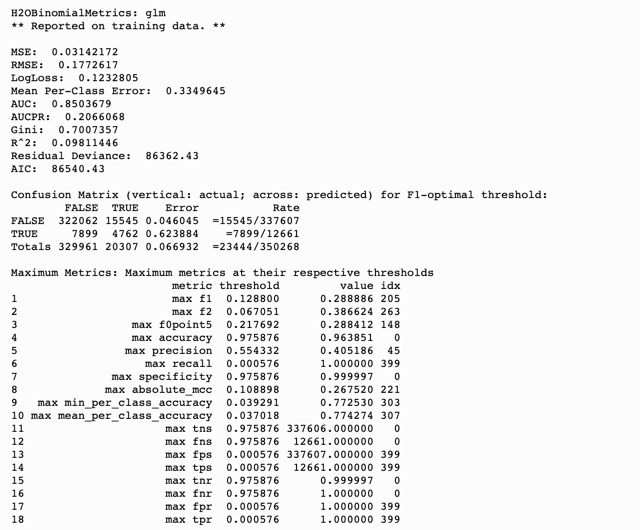 H2OBinomialMetrics: glm
** Reported on training data. **
MSE:  0.03142172
RMSE:  0.1772617
LogLoss:  0.1232805
Mean Per-Class Error:  0.3349645
AUC:  0.8503679
AUCPR:  0.2066068
Gini:  0.7007357
R^2:  0.09811446
Residual Deviance:  86362.43
AIC:  86540.43
Confusion Matrix (vertical: actual; across: predicted) for F1-optimal threshold:
        FALSE  TRUE    Error           Rate
FALSE  322062 15545 0.046045  =15545/337607
TRUE     7899  4762 0.623884    =7899/12661
Totals 329961 20307 0.066932  =23444/350268
Maximum Metrics: Maximum metrics at their respective thresholds
                        metric threshold         value idx
1                       max f1  0.128800      0.288886 205
2                       max f2  0.067051      0.386624 263
3                 max f0point5  0.217692      0.288412 148
4                 max accuracy  0.975876      0.963851   0
5                max precision  0.554332      0.405186  45
6                   max recall  0.000576      1.000000 399
7              max specificity  0.975876      0.999997   0
8             max absolute_mcc  0.108898      0.267520 221
9   max min_per_class_accuracy  0.039291      0.772530 303
10 max mean_per_class_accuracy  0.037018      0.774274 307
11                     max tns  0.975876 337606.000000   0
12                     max fns  0.975876  12661.000000   0
13                     max fps  0.000576 337607.000000 399
14                     max tps  0.000576  12661.000000 399
15                     max tnr  0.975876      0.999997   0
16                     max fnr  0.975876      1.000000   0
17                     max fpr  0.000576      1.000000 399
18                     max tpr  0.000576      1.000000 399